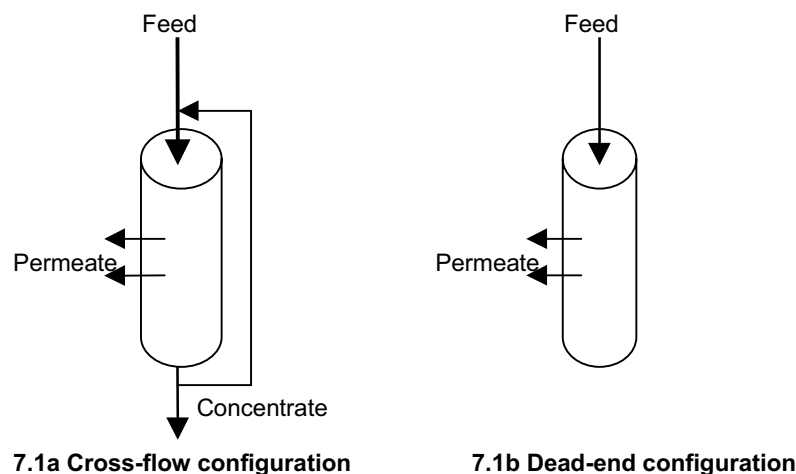 Feed
Permeate
Concentrate
7.1a Cross-flow configuration
Feed
Permeate
7.1b Dead-end configuration